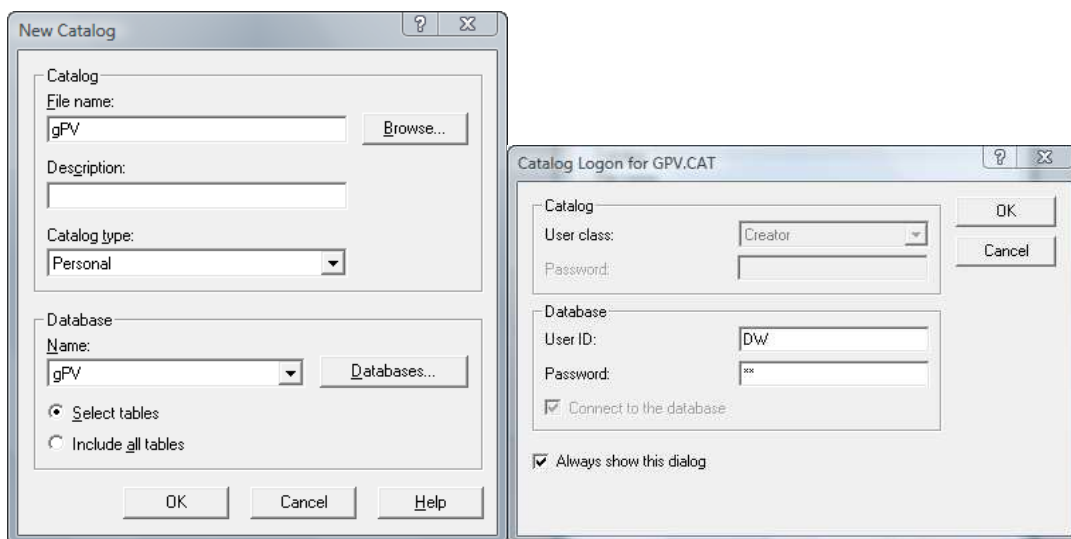 New Catalog
Catalog
File name:
gPV
Browse...
Description:
Catalog type:
Personal
Database
Name:
gPV
Databases...
Select tables
Include all tables
OK
Cancel
Help
Catalog Logon for GPV.CAT
Catalog
User class:
Creator
Password:
OK
Cancel
Database
User ID:
DW
Password:
**
Connect to the database
Always show this dialog